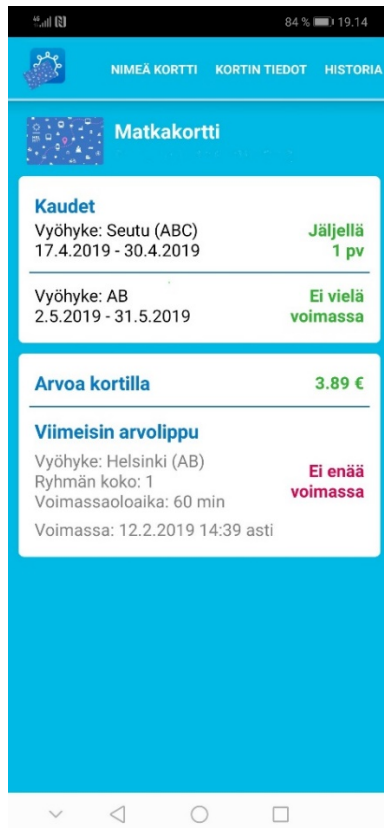 84 % 19.14
NIMEÄ KORTTI KORTIN TIEDOT HISTORIA
Matkakortti
Kaudet
Vyöhyke: Seutu (ABC)
17.4.2019 - 30.4.2019
Jäljellä
1 pv
Vyöhyke: AB
2.5.2019 - 31.5.2019
Ei vielä
voimassa
Arvoa kortilla 3.89 €
Viimeisin arvolippu
Vyöhyke: Helsinki (AB)
Ryhmän koko: 1
Voimassaoloaika: 60 min
Ei enää
voimassa
Voimassa: 12.2.2019 14:39 asti